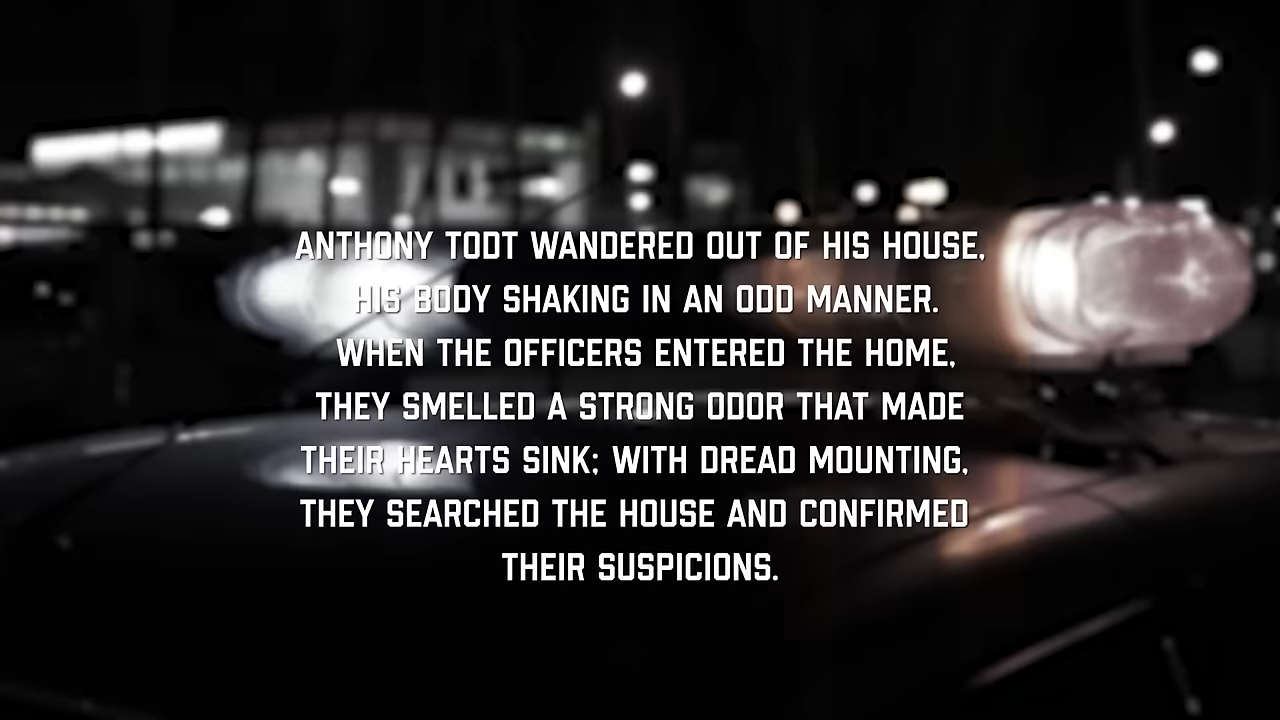 ANTHONY TODT WANDERED OUT OF HIS HOUSE,
HIS BODY SHAKING IN AN ODD MANNER.
WHEN THE OFFICERS ENTERED THE HOME,
THEY SMELLED A STRONG ODOR THAT MADE
THEIR HEARTS SINK; WITH DREAD MOUNTING,
THEY SEARCHED THE HOUSE AND CONFIRMED
THEIR SUSPICIONS.